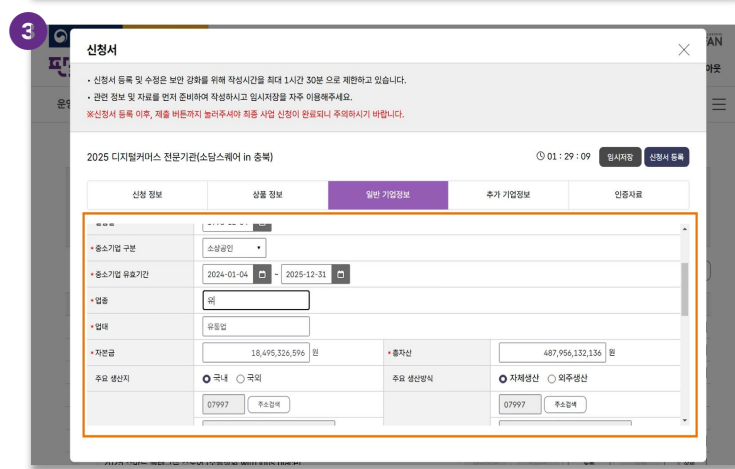 3
신청서
AN
아웃
• 신청서 등록 및 수정은 보안 강화를 위해 작성시간을 최대 1시간 30분 으로 제한하고 있습니다.
• 관련 정보 및 자료를 먼저 준비하여 작성하시고 임시저장을 자주 이용해주세요.
※신청서 등록 이후, 제출 버튼까지 눌러주셔야 최종 사업 신청이 완료되니 주의하시기 바랍니다.
2025 디지털커머스 전문기관(소담스퀘어 in 충북) 01 : 29 : 09 임시저장 신청서 등록
신청 정보 상품 정보 일반 기업정보 추가 기업정보 인증자료
• 중소기업 구분 소상공인
• 중소기업 유효기간 2024-01-04 ~ 2025-12-31
• 업종 위
• 업태 유통업
• 자본금 18,495,326,596 원 • 총자산 487,956,132,136 원
주요 생산지 국내 국외 주요 생산방식 자체생산 외주생산
07997 주소검색 07997 주소검색